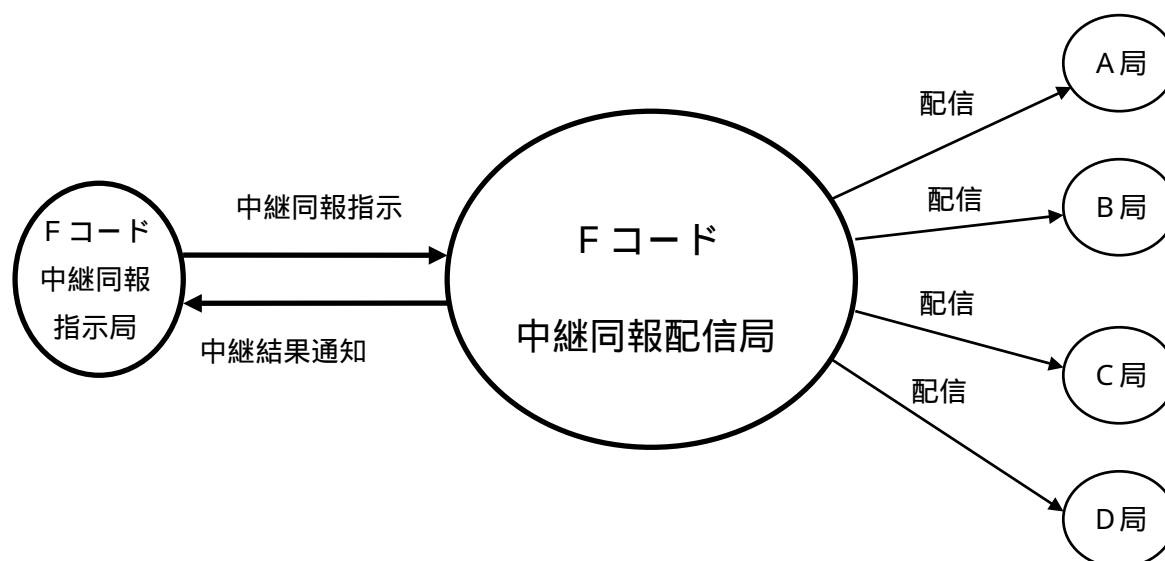 Fコード
中継同報
指示局
中継同報指示
中継結果通知
Fコード
中継同報配信局
配信
配信
配信
配信
A局
B局
C局
D局